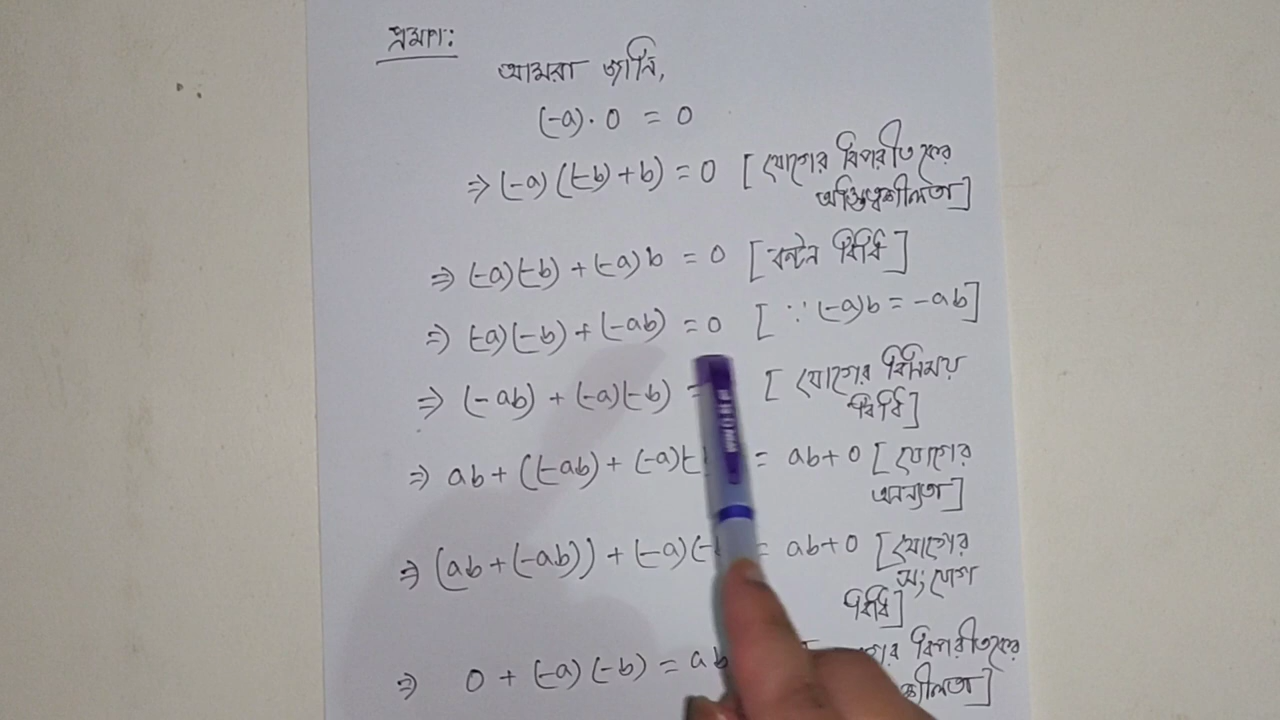 প্রমাণ:
আমরা জানি,
(-a)· 0 = 0
⇒ (-a) ((-b) + b) = 0 [যোগের বিপরীতকের
অস্তিত্বশীলতা]
⇒ (-a)(-b) + (-a)b = 0 [বন্টন বিধি]
⇒ (-a)(-b) + (-ab) = 0 [∵ (-a)b = -ab]
⇒ (-ab) + (-a)(-b) = [যোগের বিনিময়
বিধি]
⇒ ab + ((-ab) + (-a)(- = ab + 0 [যোগের
অনন্যতা]
⇒ (ab + (-ab)) + (-a)(- = ab + 0 [যোগের
সংযোগ
বিধি]
⇒ 0 + (-a)(-b) = ab বিপরীতকের